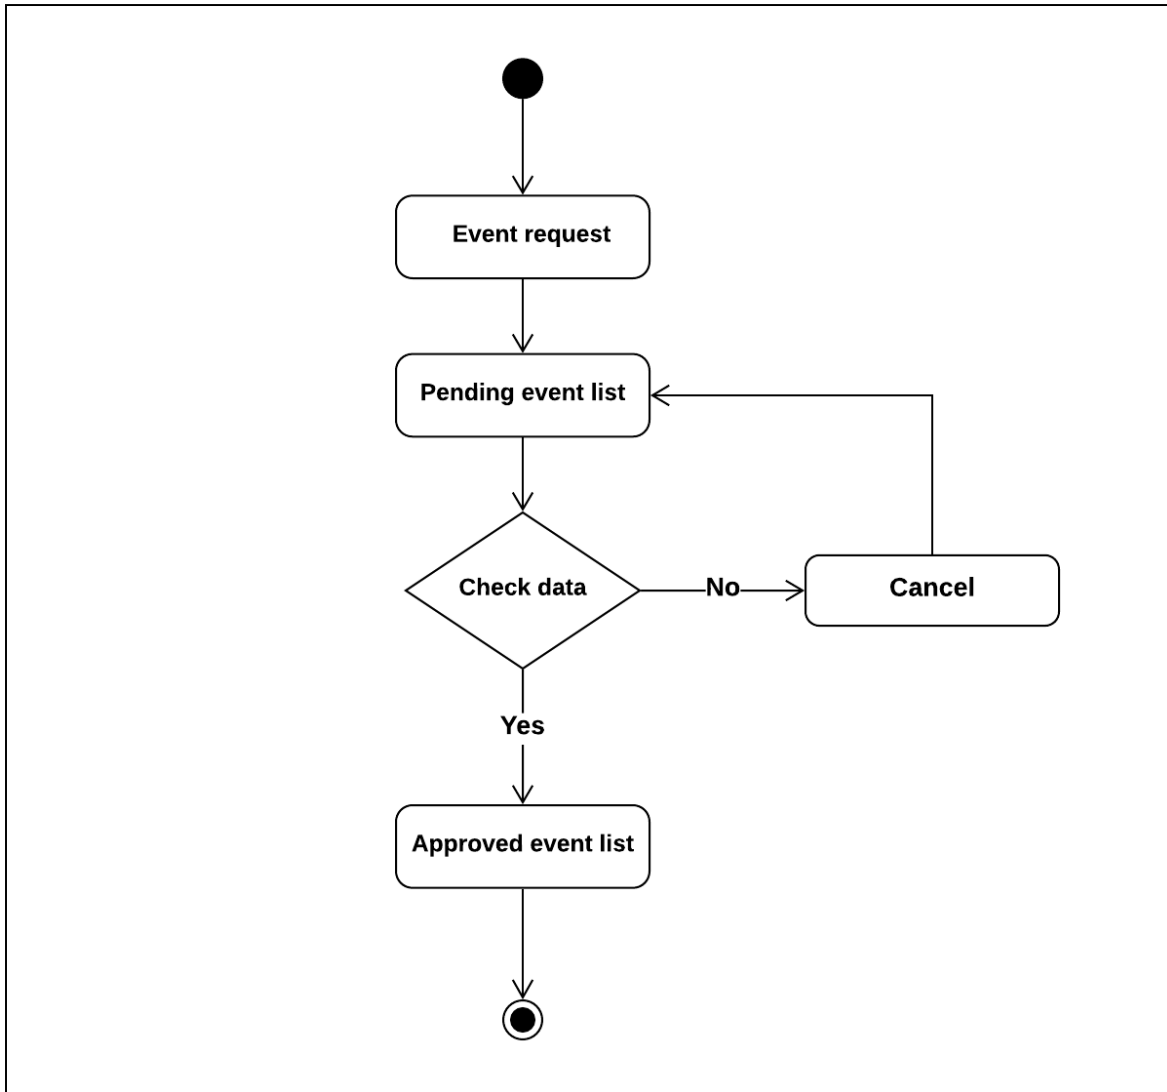 Event request
Pending event list
Check data
No
Cancel
Yes
Approved event list